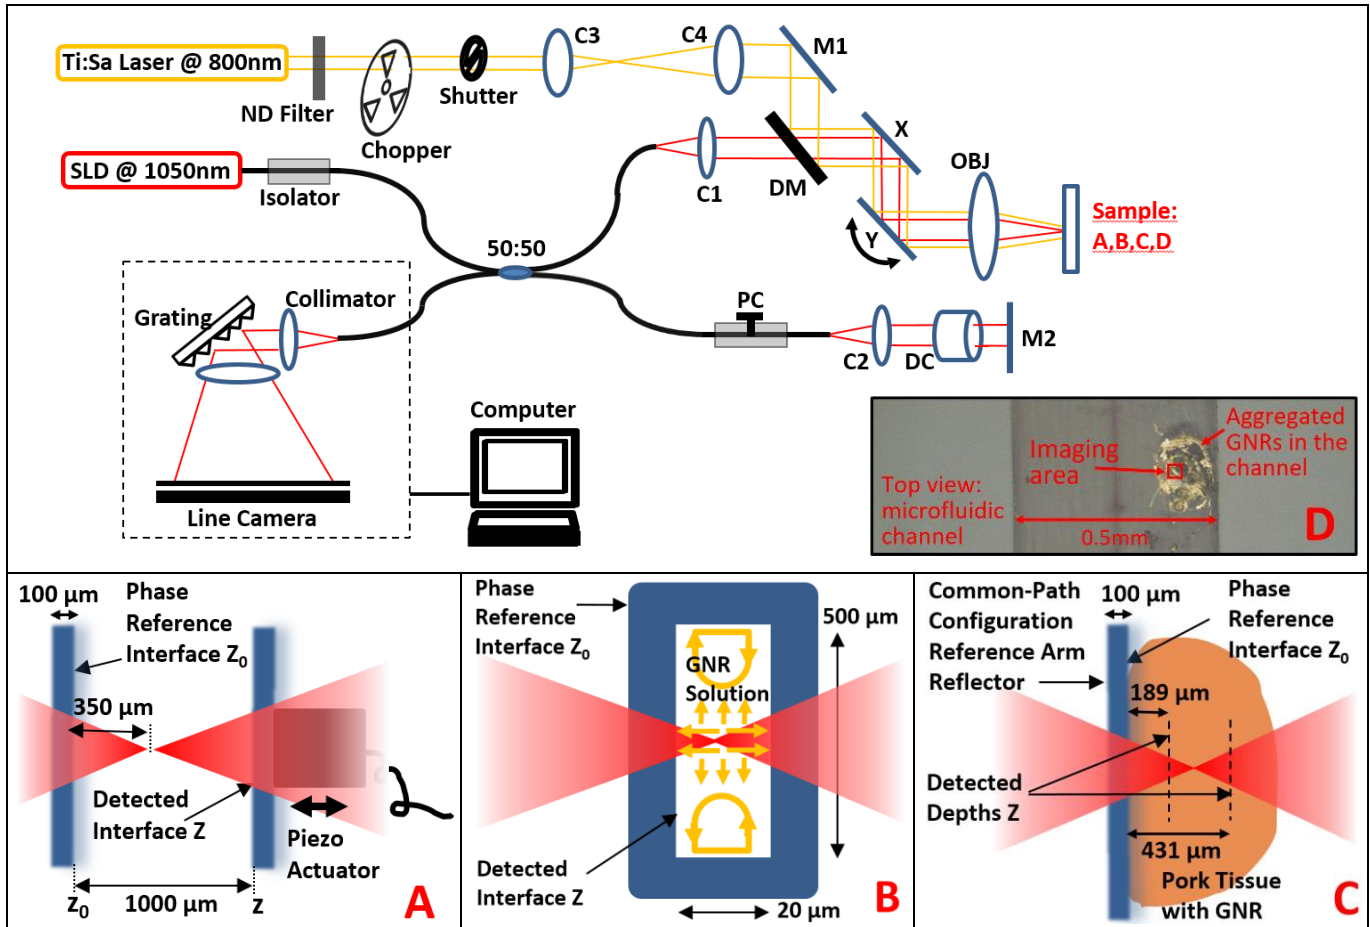 Ti:Sa Laser @ 800nm
ND Filter
Chopper
Shutter
C3
C4
M1
SLD @ 1050nm
Isolator
C1
DM
X
Y
OBJ
Sample:
A,B,C,D
50:50
Grating
Collimator
Line Camera
Computer
PC
C2
DC
M2
Top view:
microfluidic
channel
Imaging
area
Aggregated
GNRs in the
channel
0.5mm
D
100 µm
Phase
Reference
Interface Z0
350 µm
Detected
Interface Z
Piezo
Actuator
z0
1000 µm
z
A
Phase
Reference
Interface Z0
GNR
Solution
500 µm
Detected
Interface Z
20 µm
B
Common-Path
Configuration
Reference Arm
Reflector
100 µm
Phase
Reference
Interface Z0
189 µm
Detected
Depths Z
431 µm
Pork Tissue
with GNR
C